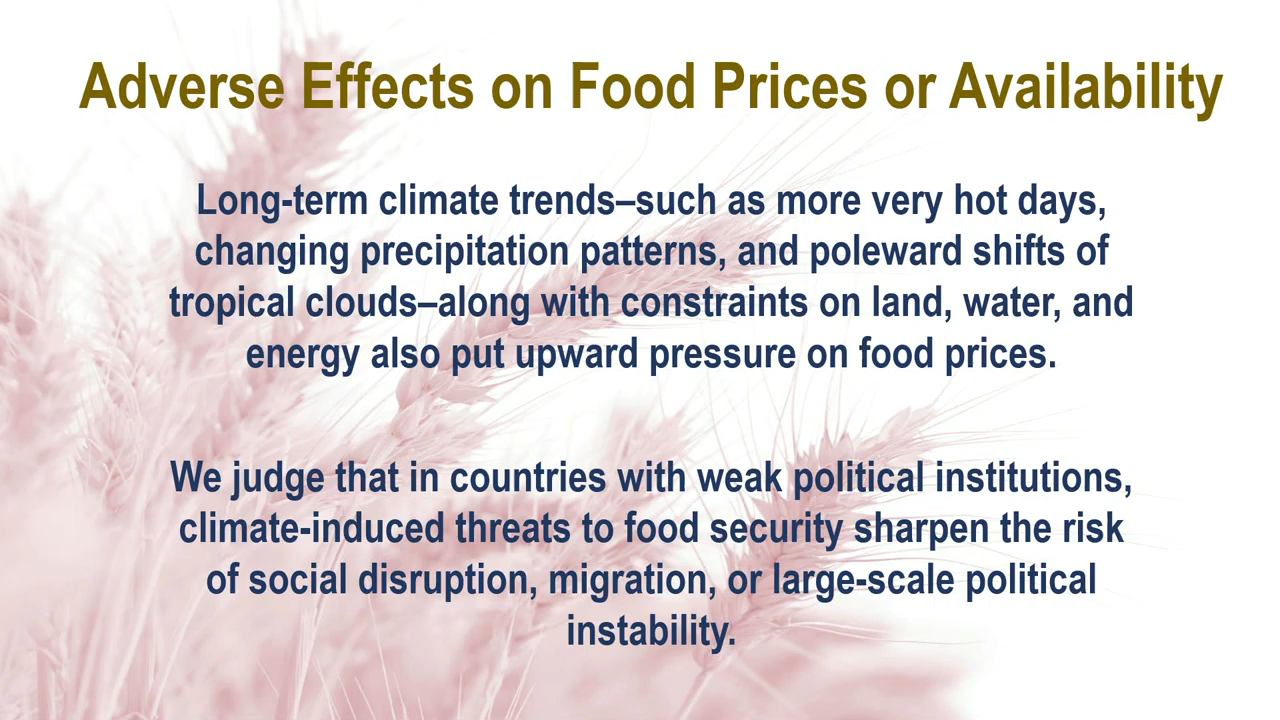 Adverse Effects on Food Prices or Availability
Long-term climate trends–such as more very hot days,
changing precipitation patterns, and poleward shifts of
tropical clouds–along with constraints on land, water, and
energy also put upward pressure on food prices.
We judge that in countries with weak political institutions,
climate-induced threats to food security sharpen the risk
of social disruption, migration, or large-scale political
instability.